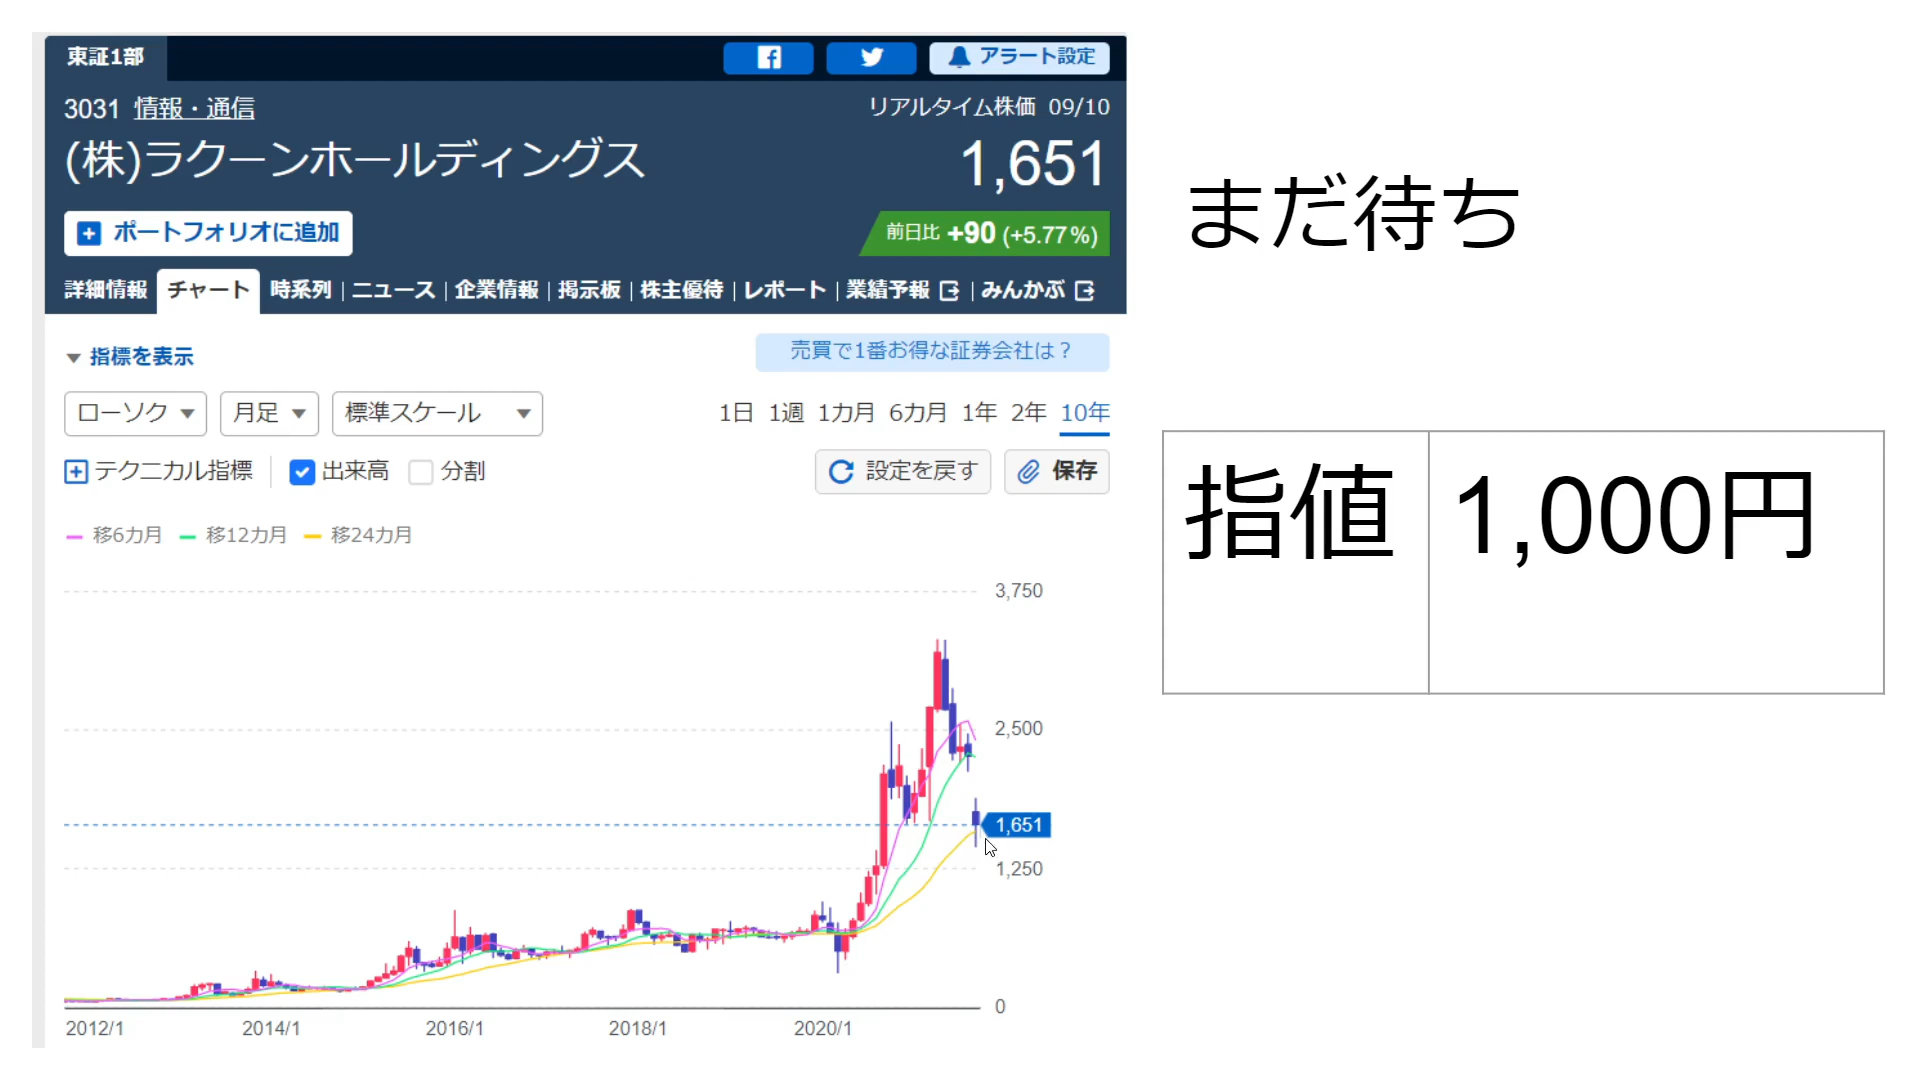 東証1部
アラート設定
3031 情報・通信
リアルタイム株価 09/10
(株)ラクーンホールディングス
1,651
ポートフォリオに追加
前日比 +90 (+5.77%)
詳細情報 チャート 時系列 | ニュース | 企業情報 | 掲示板 | 株主優待 | レポート | 業績予報 | みんかぶ
指標を表示
売買で1番お得な証券会社は？
ローソク 月足 標準スケール
1日 1週 1カ月 6カ月 1年 2年 10年
テクニカル指標 出来高 分割
設定を戻す 保存
移6カ月 移12カ月 移24カ月
3,750
2,500
1,651
1,250
0
2012/1 2014/1 2016/1 2018/1 2020/1
まだ待ち
指値 1,000円